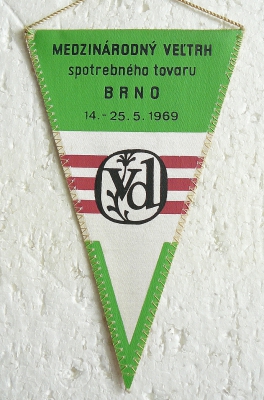 MEDZINÁRODNÝ VEĽTRH
spotrebného tovaru
BRNO
14. - 25. 5. 1969
vd